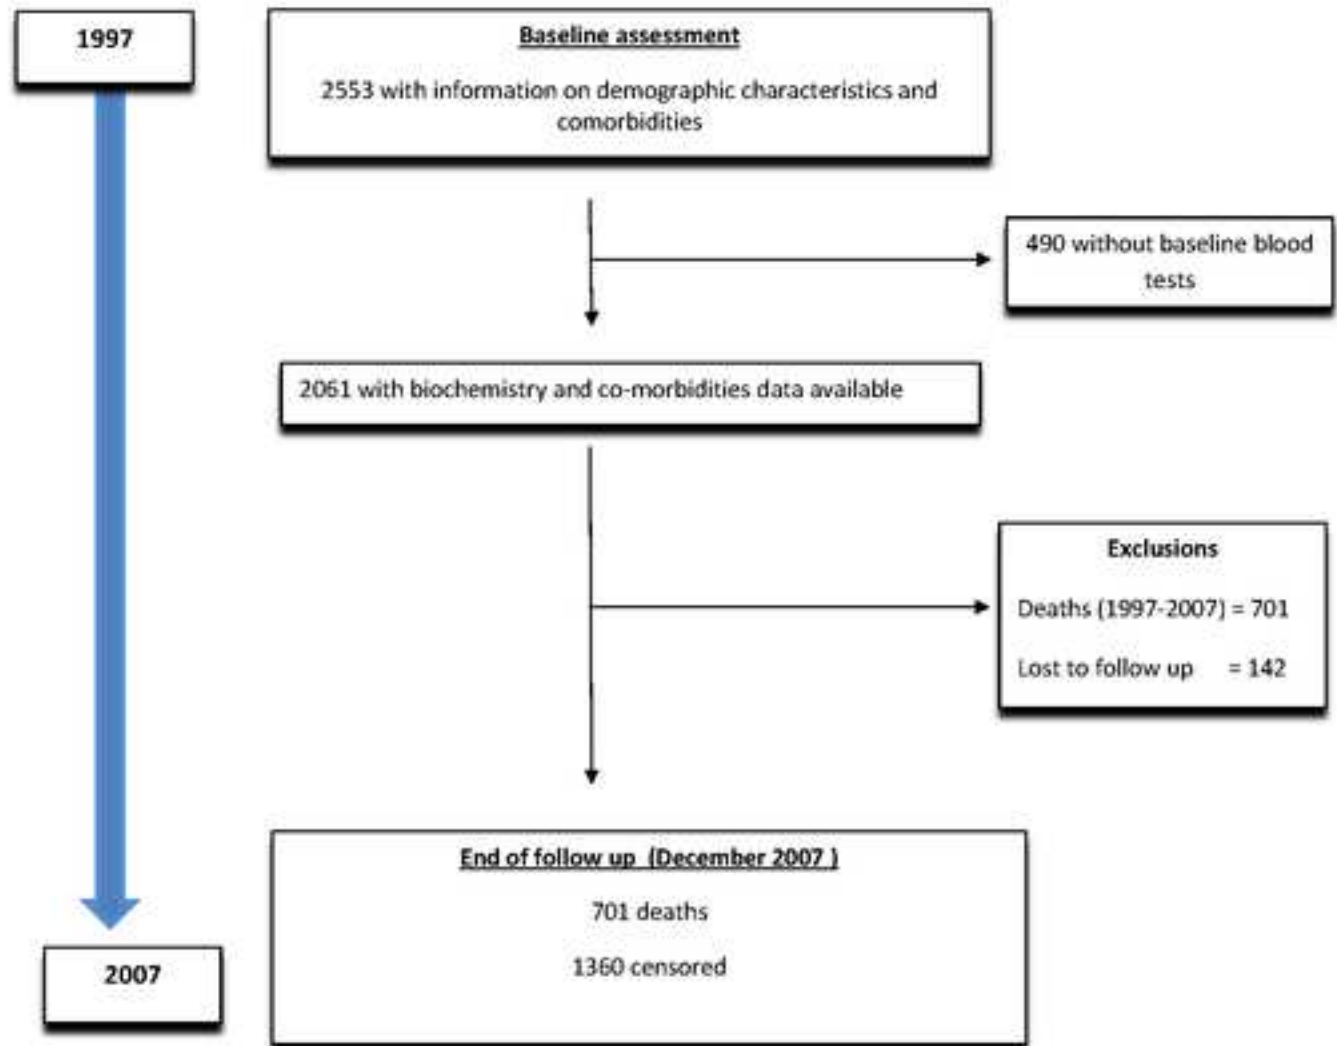 1997
Baseline assessment
2553 with information on demographic characteristics and
comorbidities
490 without baseline blood
tests
2061 with biochemistry and co-morbidities data available
Exclusions
Deaths (1997-2007) = 701
Lost to follow up = 142
End of follow up (December 2007 )
701 deaths
1360 censored
2007